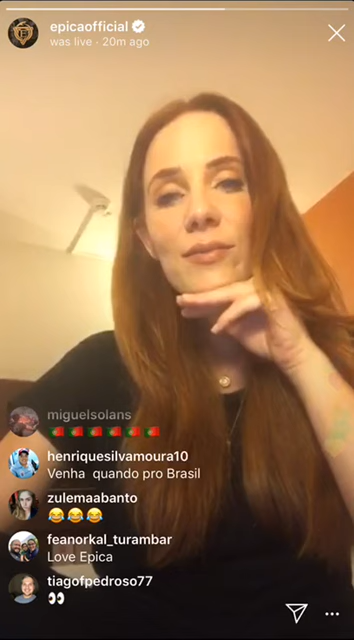 epicaofficial
was live · 20m ago
miguelsolans
🇵🇹🇵🇹🇵🇹🇵🇹🇵🇹🇵🇹
henriquesilvamoura10
Venha quando pro Brasil
zulemaabanto
😂😂😂
feanorkal_turambar
Love Epica
tiagofpedroso77
👀